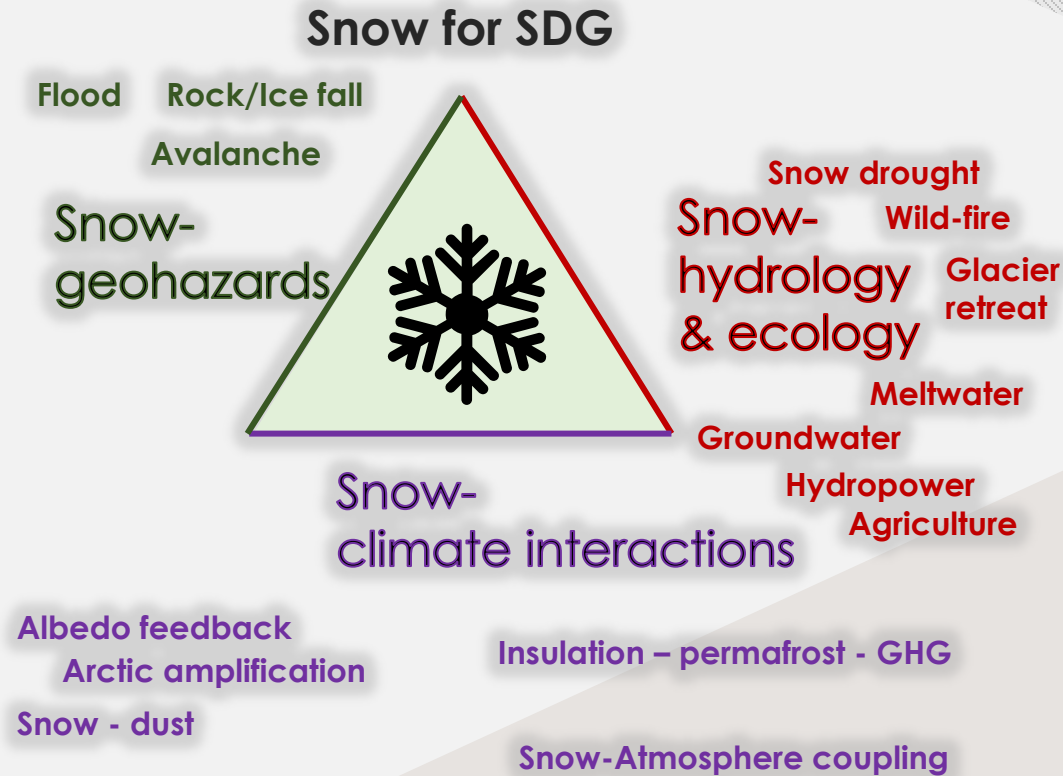 Snow for SDG
Flood
Rock/Ice fall
Avalanche
Snow-
geohazards
Snow drought
Snow-
hydrology
& ecology
Wild-fire
Glacier
retreat
Meltwater
Groundwater
Hydropower
Agriculture
Snow-
climate interactions
Albedo feedback
Arctic amplification
Snow - dust
Insulation – permafrost - GHG
Snow-Atmosphere coupling